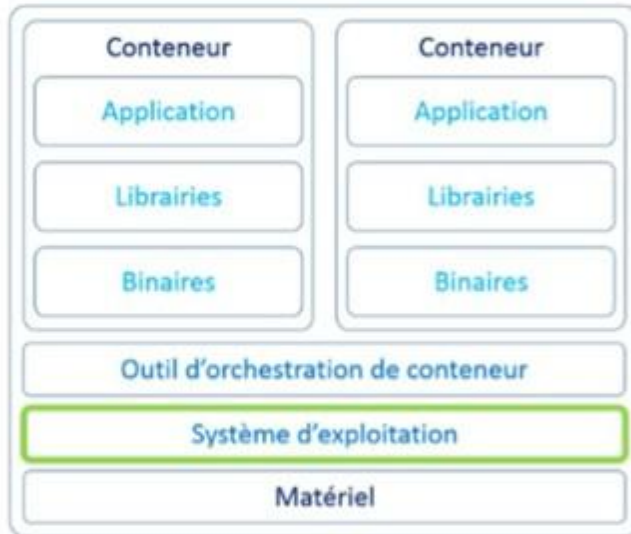 Conteneur
Conteneur
Application
Application
Librairies
Librairies
Binaires
Binaires
Outil d'orchestration de conteneur
Système d'exploitation
Matériel